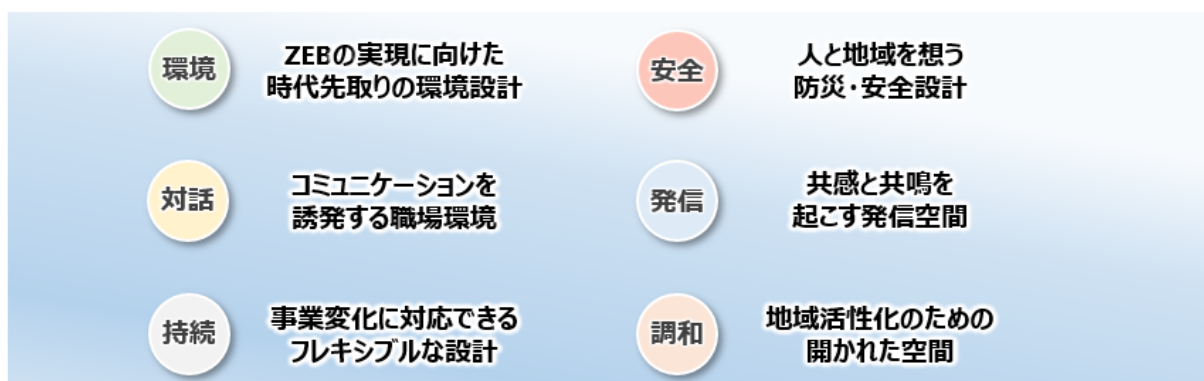 環境
ZEBの実現に向けた
時代先取りの環境設計
安全
人と地域を想う
防災・安全設計
対話
コミュニケーションを
誘発する職場環境
発信
共感と共鳴を
起こす発信空間
持続
事業変化に対応できる
フレキシブルな設計
調和
地域活性化のための
開かれた空間